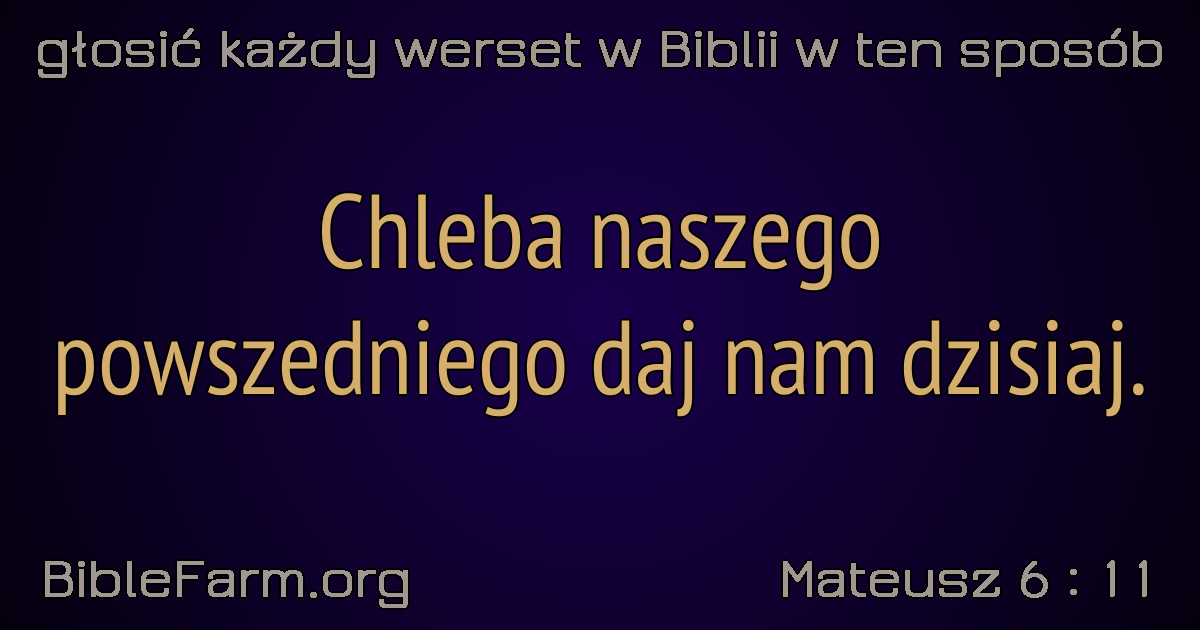 głosić każdy werset w Biblii w ten sposób
Chleba naszego
powszedniego daj nam dzisiaj.
BibleFarm.org
Mateusz 6 : 11